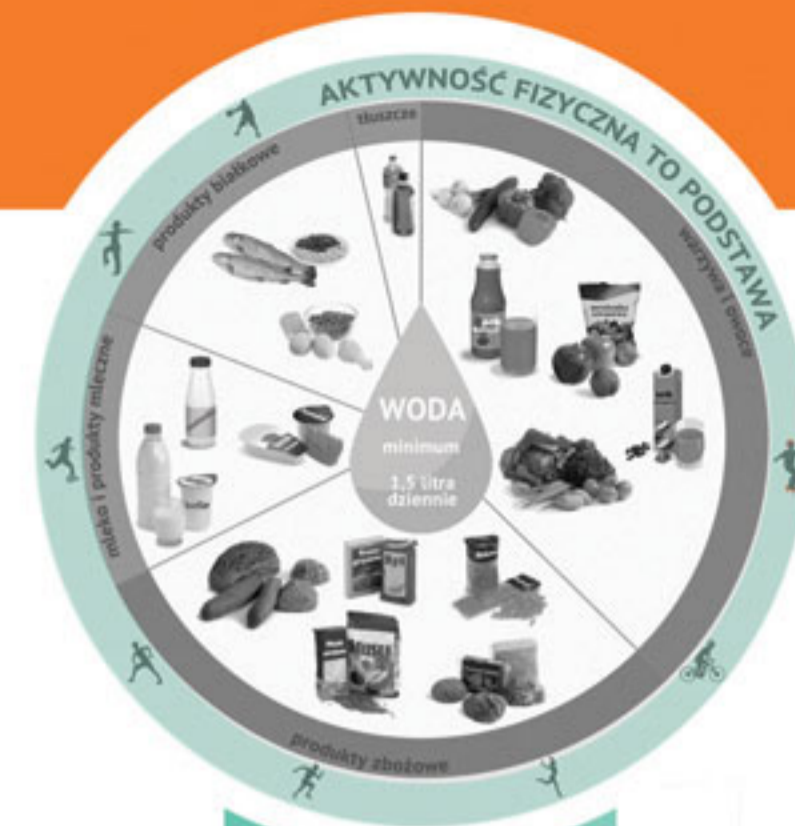 AKTYWNOŚĆ FIZYCZNA TO PODSTAWA
tłuszcze
produkty białkowe
warzywa i owoce
mleko i produkty mleczne
WODA
minimum
1,5 litra
dziennie
produkty zbożowe